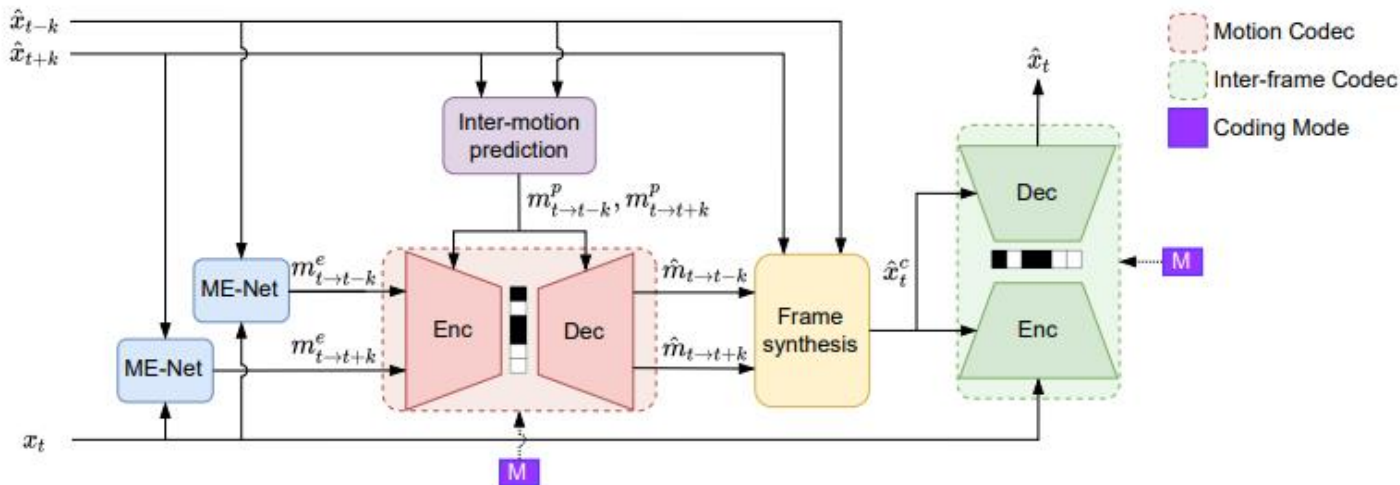 x̂_{t−k}
x̂_{t+k}
x_t
ME-Net
ME-Net
Inter-motion
prediction
m^p_{t→t−k}, m^p_{t→t+k}
m^e_{t→t−k}
m^e_{t→t+k}
Enc
Dec
M
m̂_{t→t−k}
m̂_{t→t+k}
Frame
synthesis
x̂^c_t
x̂_t
Dec
Enc
M
Motion Codec
Inter-frame Codec
Coding Mode